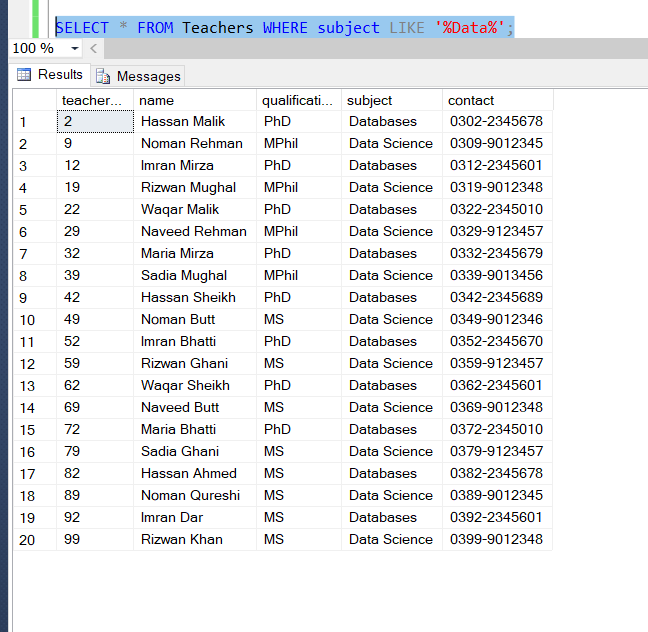 SELECT * FROM Teachers WHERE subject LIKE '%Data%';
100 %
Results Messages
teacher... name qualificati... subject contact
1 2 Hassan Malik PhD Databases 0302-2345678
2 9 Noman Rehman MPhil Data Science 0309-9012345
3 12 Imran Mirza PhD Databases 0312-2345601
4 19 Rizwan Mughal MPhil Data Science 0319-9012348
5 22 Waqar Malik PhD Databases 0322-2345010
6 29 Naveed Rehman MPhil Data Science 0329-9123457
7 32 Maria Mirza PhD Databases 0332-2345679
8 39 Sadia Mughal MPhil Data Science 0339-9013456
9 42 Hassan Sheikh PhD Databases 0342-2345689
10 49 Noman Butt MS Data Science 0349-9012346
11 52 Imran Bhatti PhD Databases 0352-2345670
12 59 Rizwan Ghani MS Data Science 0359-9123457
13 62 Waqar Sheikh PhD Databases 0362-2345601
14 69 Naveed Butt MS Data Science 0369-9012348
15 72 Maria Bhatti PhD Databases 0372-2345010
16 79 Sadia Ghani MS Data Science 0379-9123457
17 82 Hassan Ahmed MS Databases 0382-2345678
18 89 Noman Qureshi MS Data Science 0389-9012345
19 92 Imran Dar MS Databases 0392-2345601
20 99 Rizwan Khan MS Data Science 0399-9012348